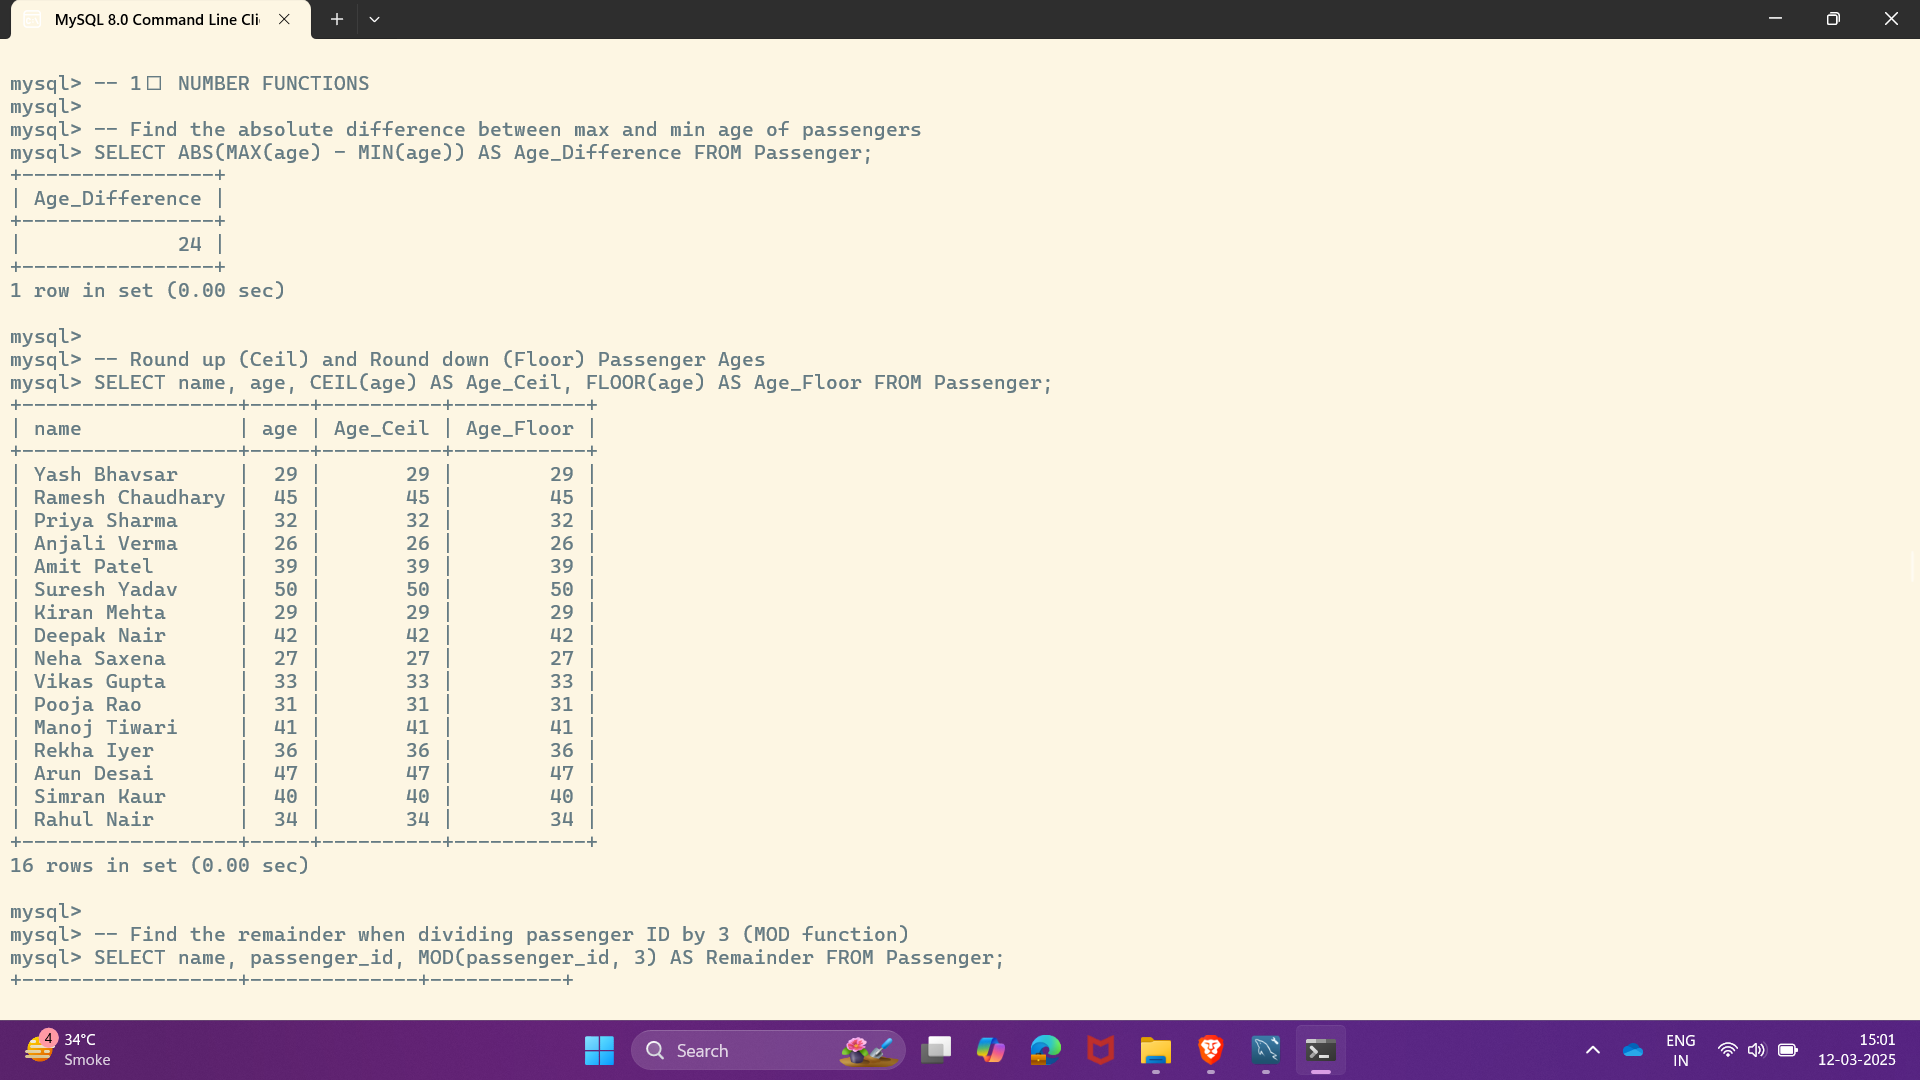 MySQL 8.0 Command Line Cli
mysql> -- 1□ NUMBER FUNCTIONS
mysql>
mysql> -- Find the absolute difference between max and min age of passengers
mysql> SELECT ABS(MAX(age) - MIN(age)) AS Age_Difference FROM Passenger;
+----------------+
| Age_Difference |
+----------------+
|             24 |
+----------------+
1 row in set (0.00 sec)
mysql>
mysql> -- Round up (Ceil) and Round down (Floor) Passenger Ages
mysql> SELECT name, age, CEIL(age) AS Age_Ceil, FLOOR(age) AS Age_Floor FROM Passenger;
+------------------+-----+----------+-----------+
| name             | age | Age_Ceil | Age_Floor |
+------------------+-----+----------+-----------+
| Yash Bhavsar     |  29 |       29 |        29 |
| Ramesh Chaudhary |  45 |       45 |        45 |
| Priya Sharma     |  32 |       32 |        32 |
| Anjali Verma     |  26 |       26 |        26 |
| Amit Patel       |  39 |       39 |        39 |
| Suresh Yadav     |  50 |       50 |        50 |
| Kiran Mehta      |  29 |       29 |        29 |
| Deepak Nair      |  42 |       42 |        42 |
| Neha Saxena      |  27 |       27 |        27 |
| Vikas Gupta      |  33 |       33 |        33 |
| Pooja Rao        |  31 |       31 |        31 |
| Manoj Tiwari     |  41 |       41 |        41 |
| Rekha Iyer       |  36 |       36 |        36 |
| Arun Desai       |  47 |       47 |        47 |
| Simran Kaur      |  40 |       40 |        40 |
| Rahul Nair       |  34 |       34 |        34 |
+------------------+-----+----------+-----------+
16 rows in set (0.00 sec)
mysql>
mysql> -- Find the remainder when dividing passenger ID by 3 (MOD function)
mysql> SELECT name, passenger_id, MOD(passenger_id, 3) AS Remainder FROM Passenger;
+------------------+--------------+-----------+
4
34°C
Smoke
Search
ENG
IN
15:01
12-03-2025